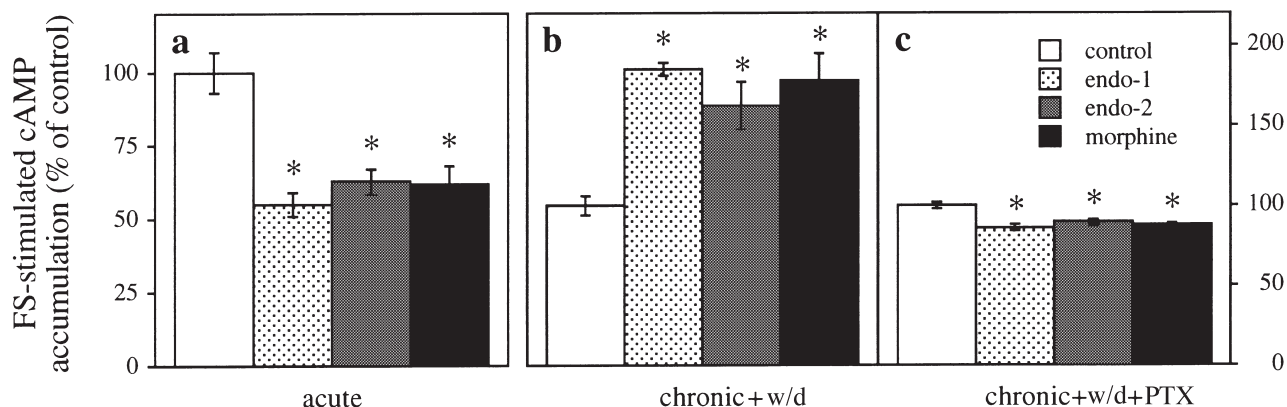 FS-stimulated cAMP
accumulation (% of control)
100
75
50
25
0
a
*
*
*
acute
b
*
*
*
chronic+w/d
c
control
endo-1
endo-2
morphine
*
*
*
chronic+w/d+PTX
200
150
100
50
0